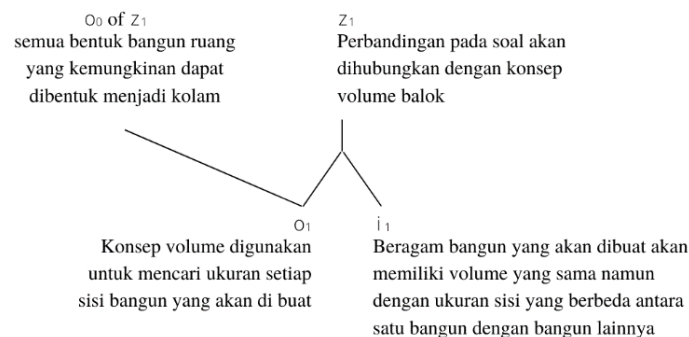 O0 of Z1
semua bentuk bangun ruang
yang kemungkinan dapat
dibentuk menjadi kolam
Z1
Perbandingan pada soal akan
dihubungkan dengan konsep
volume balok
O1
Konsep volume digunakan
untuk mencari ukuran setiap
sisi bangun yang akan di buat
i1
Beragam bangun yang akan dibuat akan
memiliki volume yang sama namun
dengan ukuran sisi yang berbeda antara
satu bangun dengan bangun lainnya